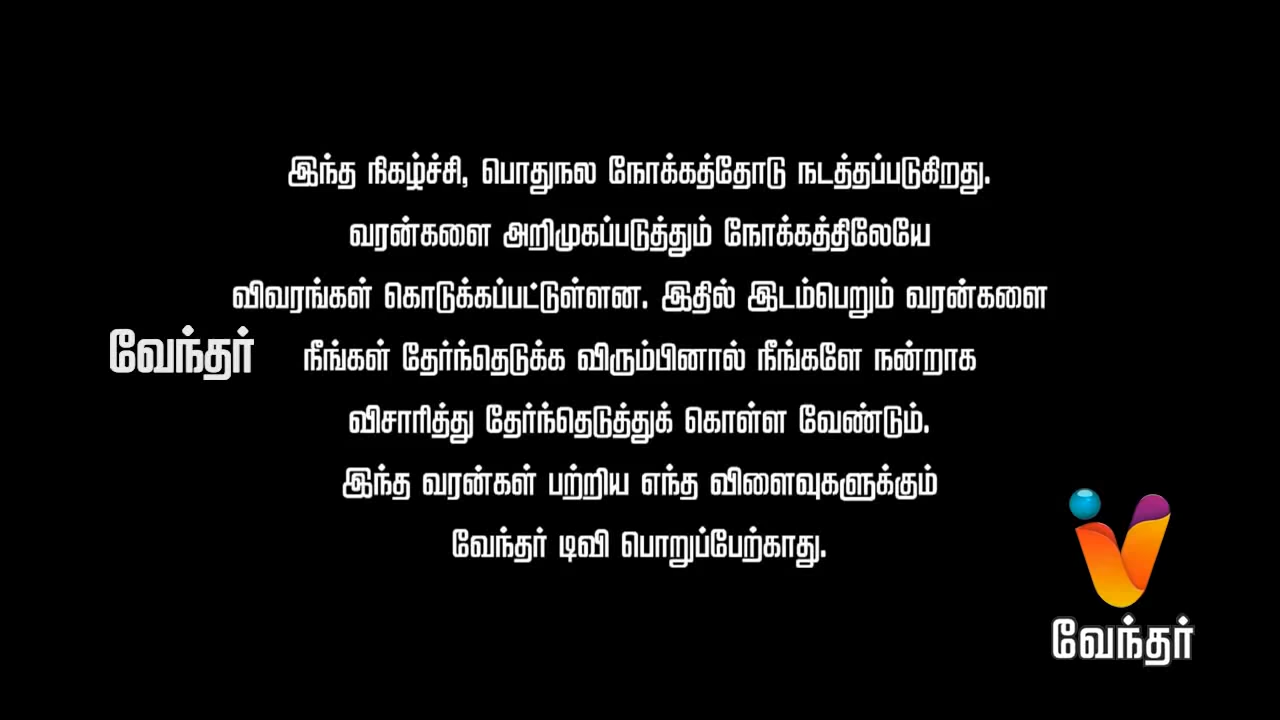 இந்த நிகழ்ச்சி, பொதுநல நோக்கத்தோடு நடத்தப்படுகிறது.
வரன்களை அறிமுகப்படுத்தும் நோக்கத்திலேயே
விவரங்கள் கொடுக்கப்பட்டுள்ளன. இதில் இடம்பெறும் வரன்களை
வேந்தர்
நீங்கள் தேர்ந்தெடுக்க விரும்பினால் நீங்களே நன்றாக
விசாரித்து தேர்ந்தெடுத்துக் கொள்ள வேண்டும்.
இந்த வரன்கள் பற்றிய எந்த விளைவுகளுக்கும்
வேந்தர் டிவி பொறுப்பேற்காது.
வேந்தர்